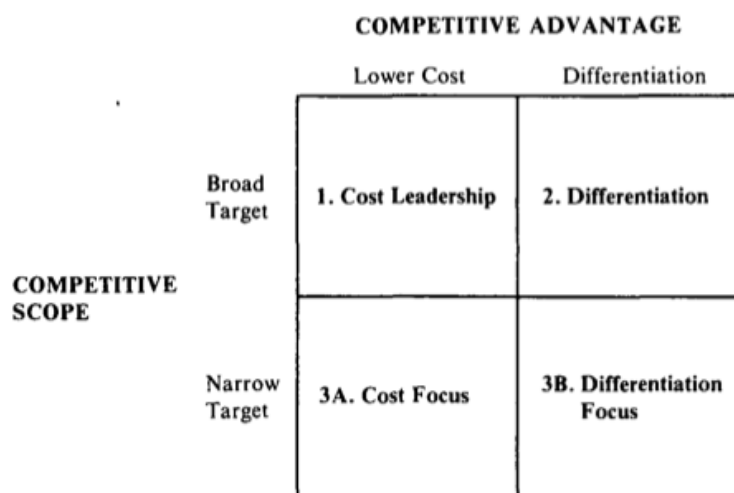 COMPETITIVE ADVANTAGE
Lower Cost Differentiation
Broad
Target
1. Cost Leadership
2. Differentiation
COMPETITIVE
SCOPE
Narrow
Target
3A. Cost Focus
3B. Differentiation
Focus